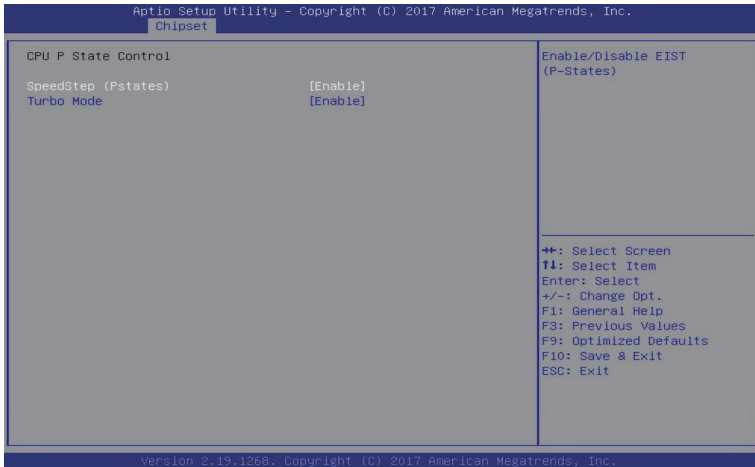 Aptio Setup Utility – Copyright (C) 2017 American Megatrends, Inc.
Chipset
CPU P State Control
SpeedStep (Pstates) [Enable]
Turbo Mode [Enable]
Enable/Disable EIST
(P-States)
→←: Select Screen
↑↓: Select Item
Enter: Select
+/-: Change Opt.
F1: General Help
F3: Previous Values
F9: Optimized Defaults
F10: Save & Exit
ESC: Exit
Version 2.19.1268. Copyright (C) 2017 American Megatrends, Inc.